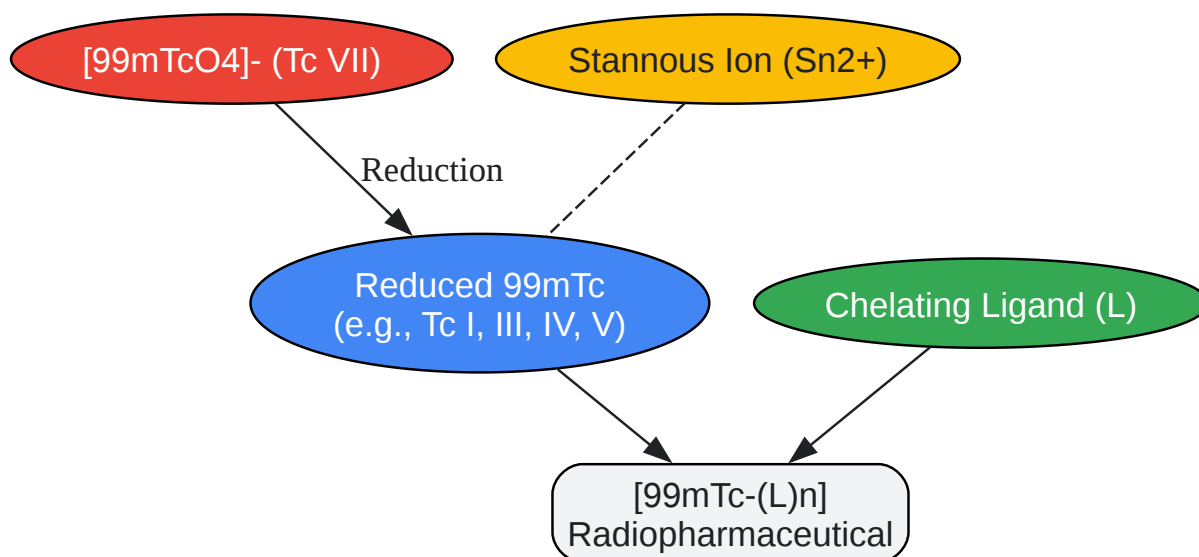 [99mTcO4]- (Tc VII)
Stannous Ion (Sn2+)
Reduction
Reduced 99mTc
(e.g., Tc I, III, IV, V)
Chelating Ligand (L)
[99mTc-(L)n]
Radiopharmaceutical